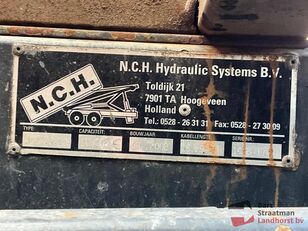 N.C.H. Hydraulic Systems B.V.
Toldijk 21
7901 TA Hoogeveen
Holland
Tel.: 0528 - 26 31 31 Fax: 0528 - 27 30 09
N.C.H.
TYPE: CAPACITEIT: BOUWJAAR KABELLENGTE SERIENR.
Straatman
Landhorst bv